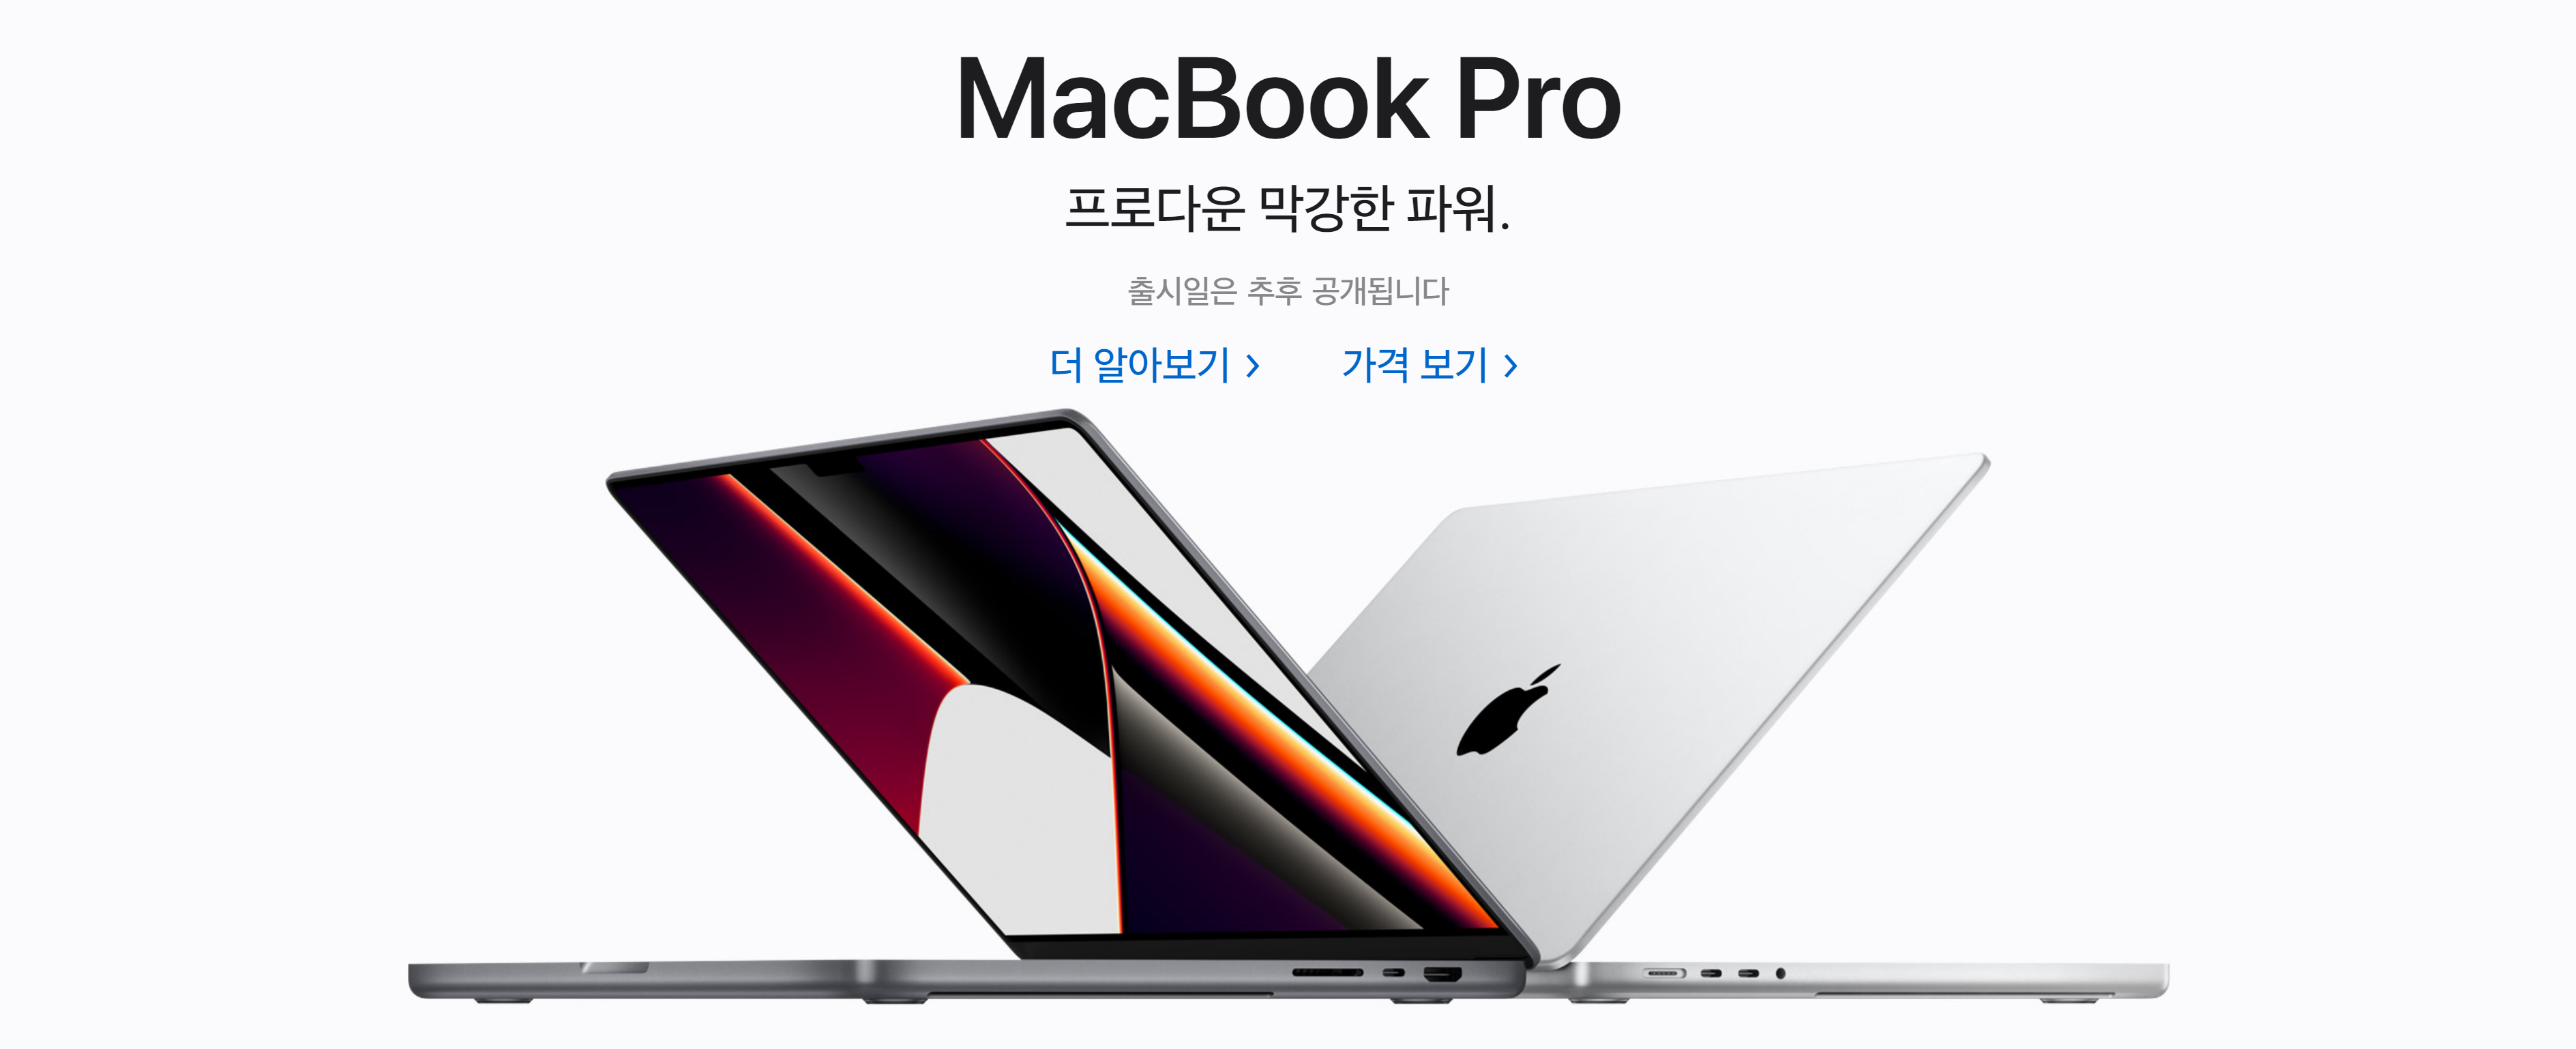 MacBook Pro
프로다운 막강한 파워.
출시일은 추후 공개됩니다
더 알아보기 > 가격 보기 >